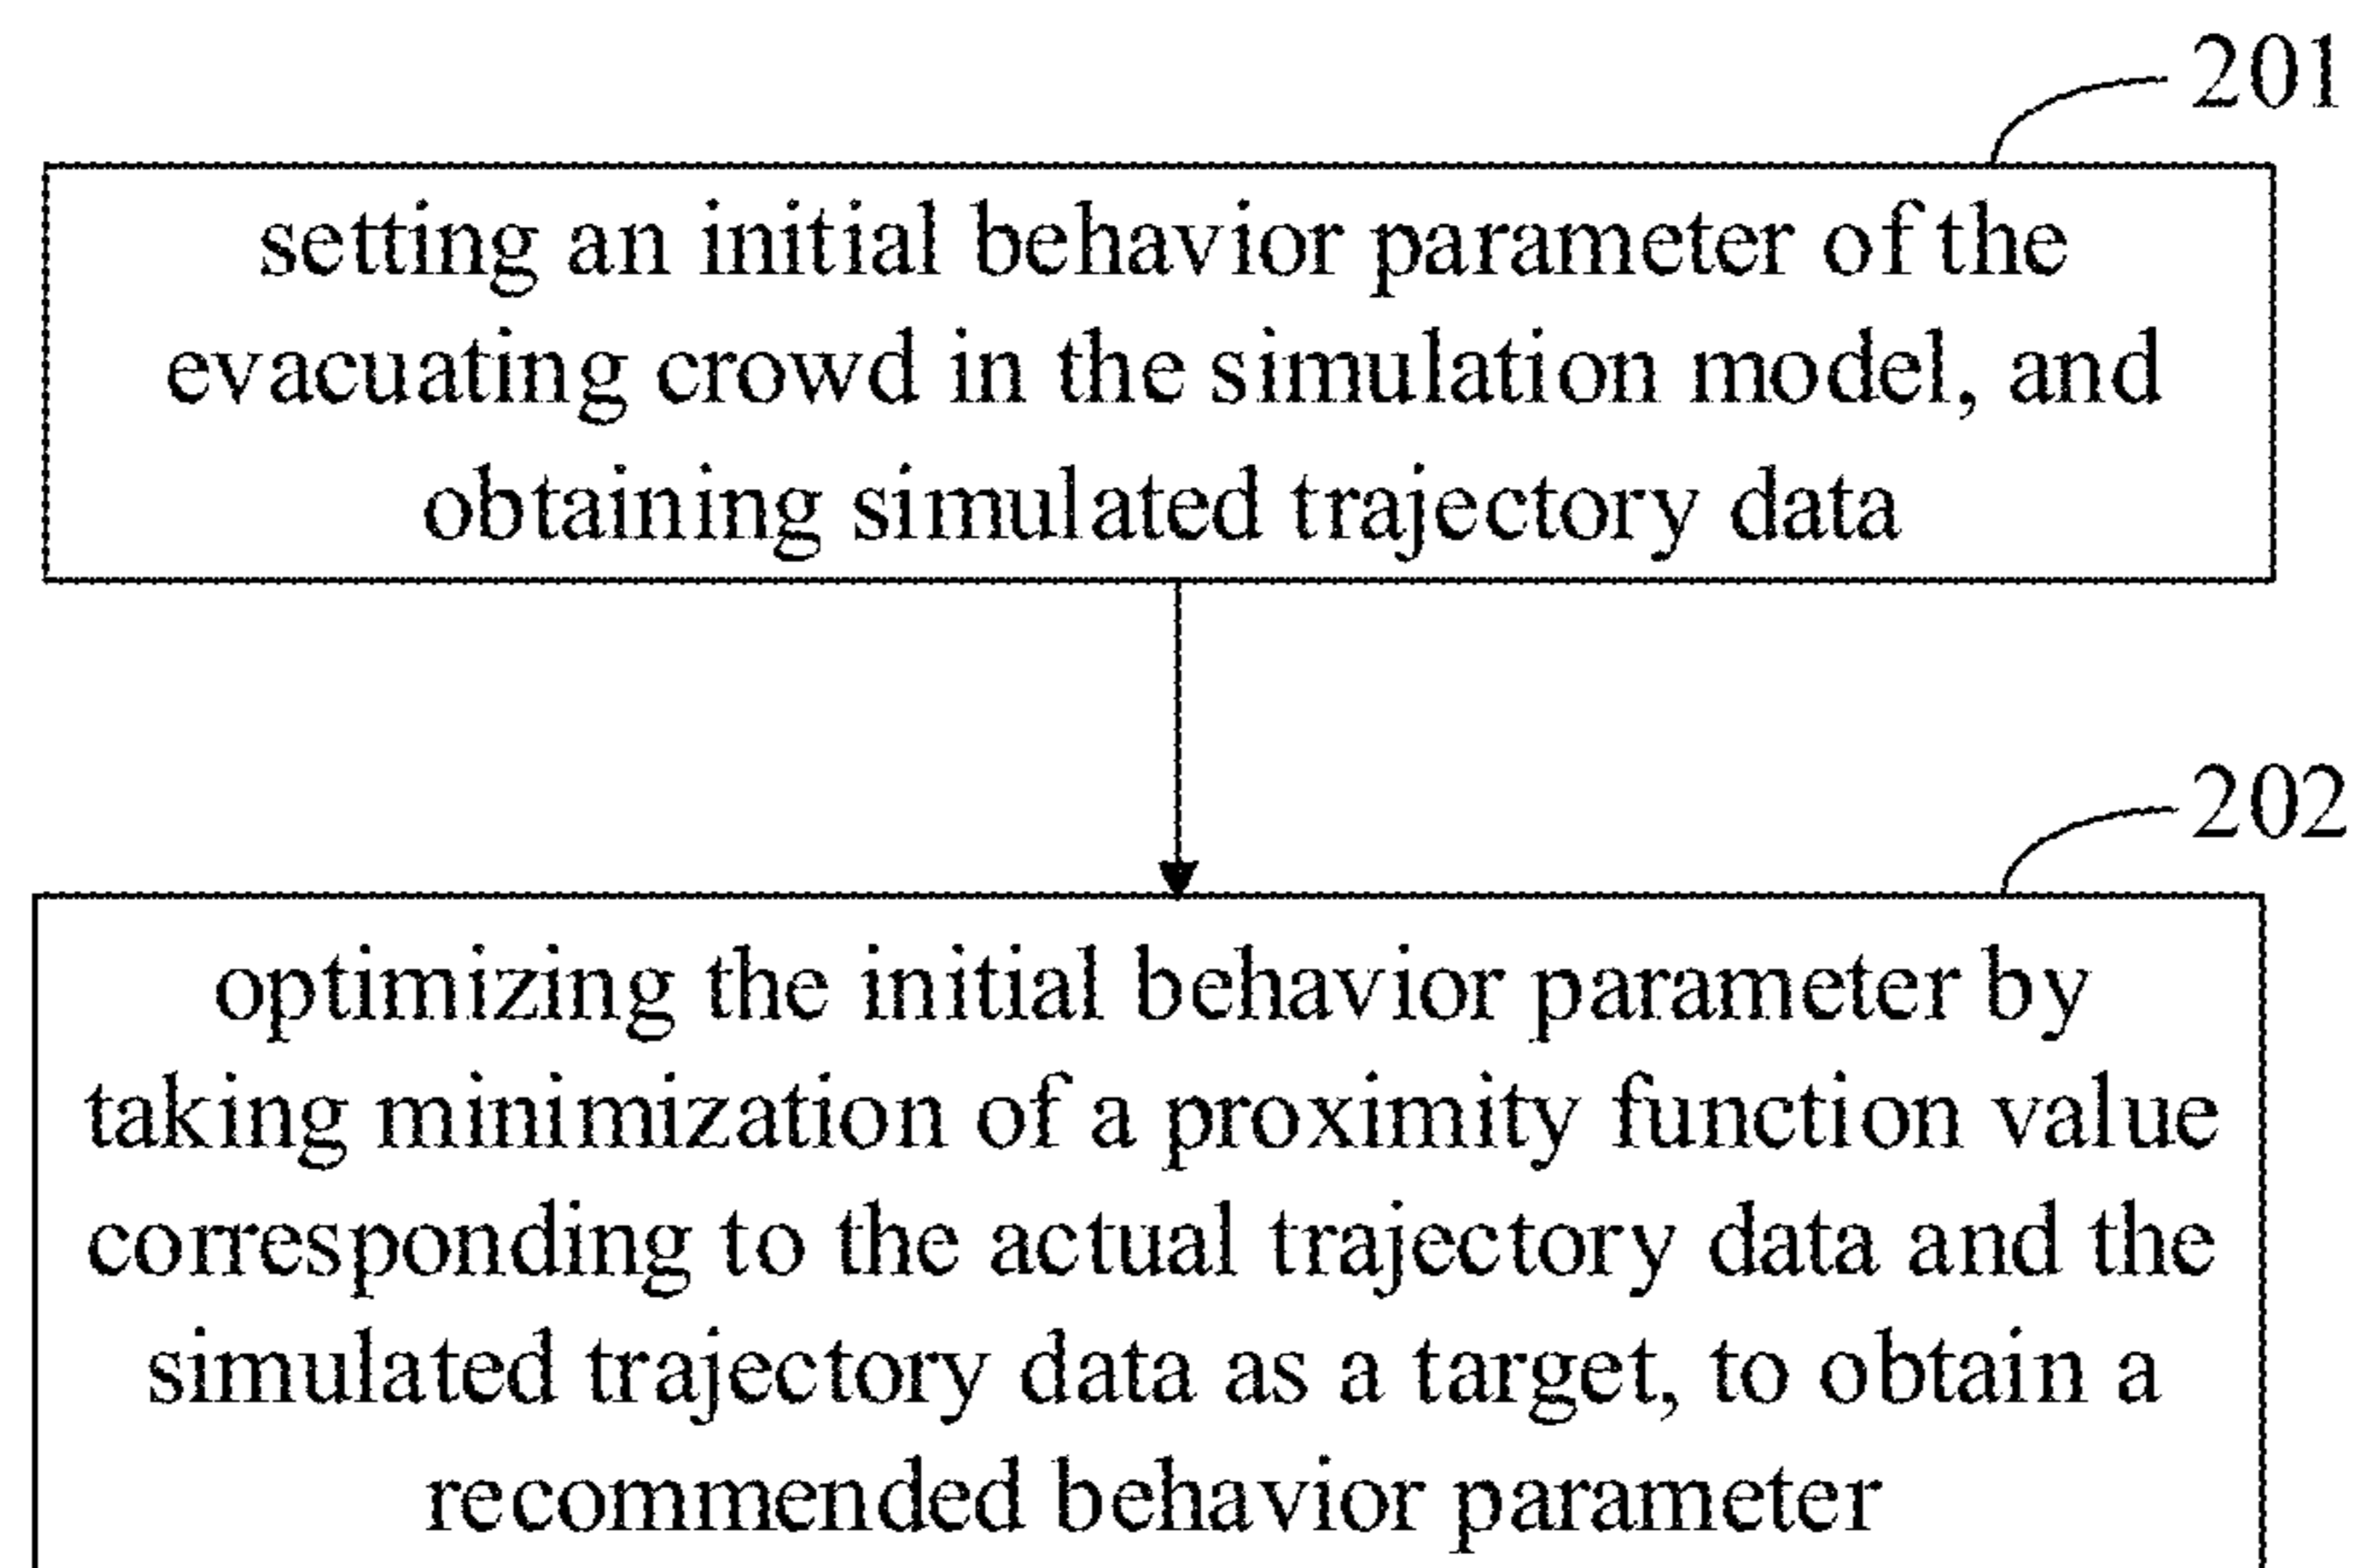 201
setting an initial behavior parameter of the
evacuating crowd in the simulation model, and
obtaining simulated trajectory data
202
optimizing the initial behavior parameter by
taking minimization of a proximity function value
corresponding to the actual trajectory data and the
simulated trajectory data as a target, to obtain a
recommended behavior parameter